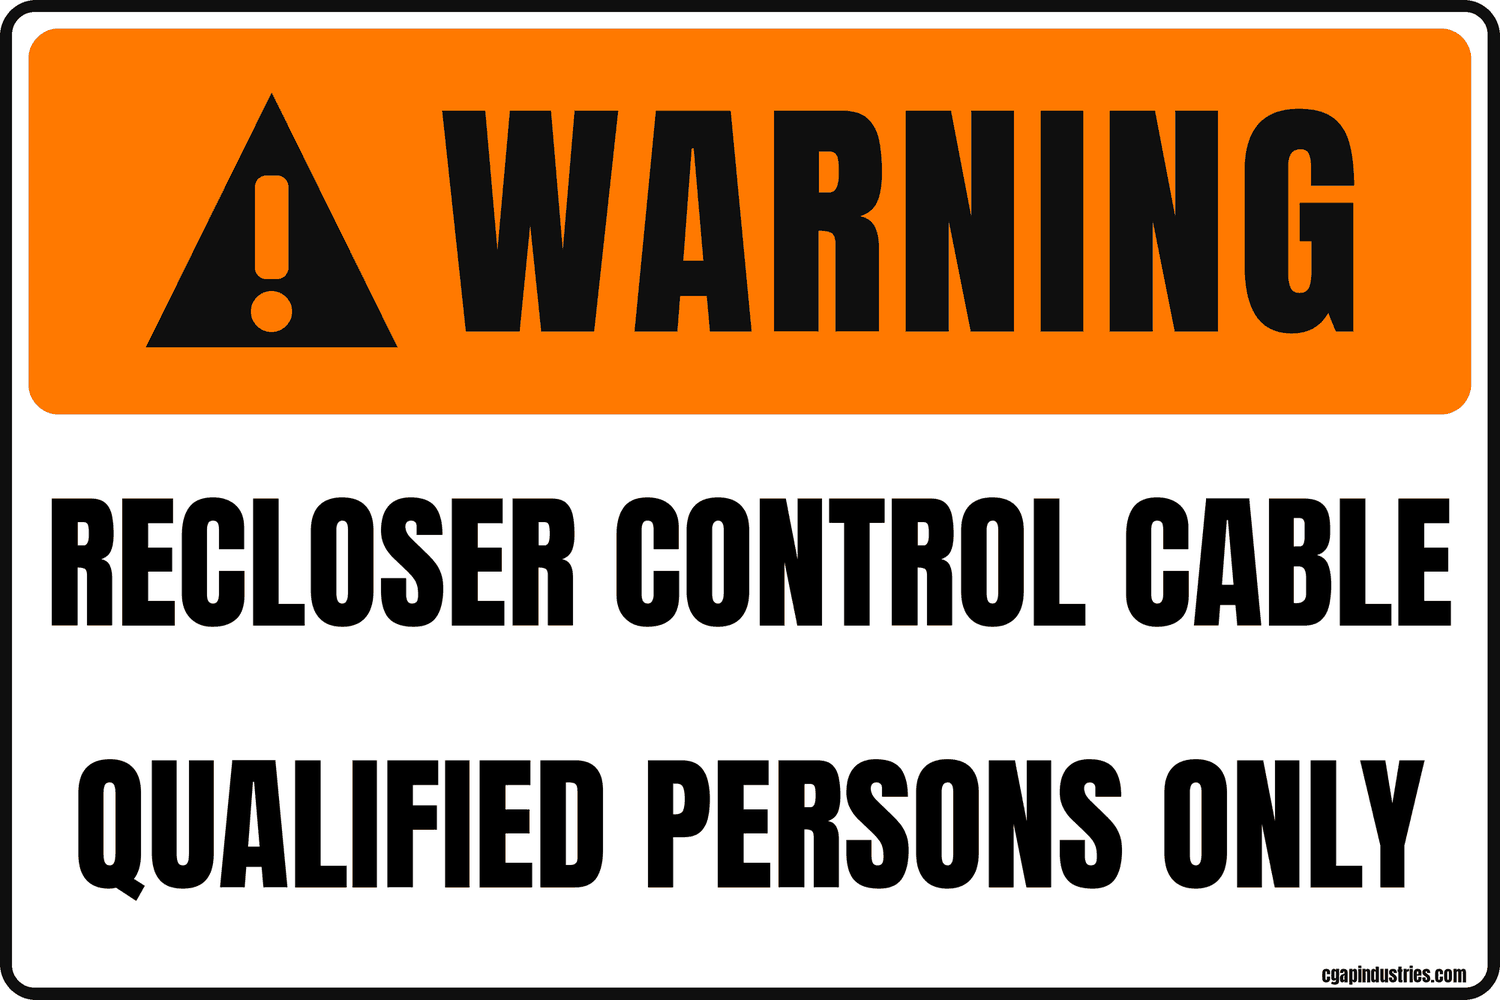 WARNING
RECLOSER CONTROL CABLE
QUALIFIED PERSONS ONLY
cgapindustries.com